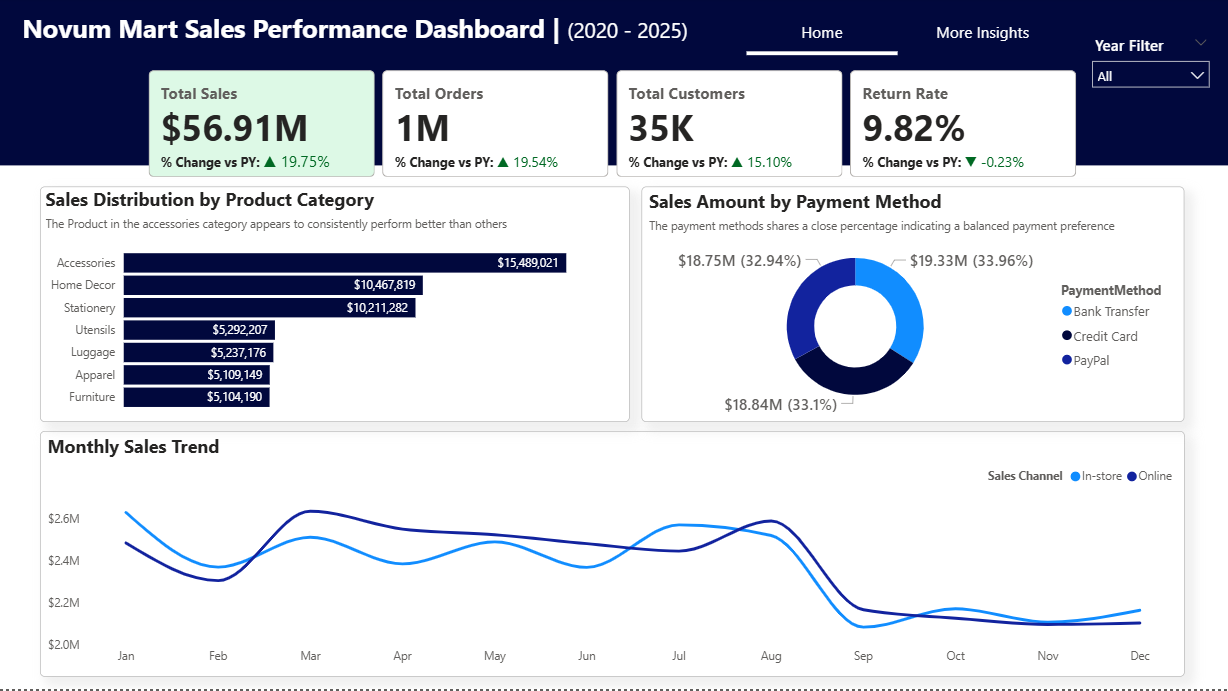 Novum Mart Sales Performance Dashboard | (2020 - 2025)
Home
More Insights
Year Filter
All
Total Sales
$56.91M
% Change vs PY: ▲ 19.75%
Total Orders
1M
% Change vs PY: ▲ 19.54%
Total Customers
35K
% Change vs PY: ▲ 15.10%
Return Rate
9.82%
% Change vs PY: ▼ -0.23%
Sales Distribution by Product Category
The Product in the accessories category appears to consistently perform better than others
Accessories $15,489,021
Home Decor $10,467,819
Stationery $10,211,282
Utensils $5,292,207
Luggage $5,237,176
Apparel $5,109,149
Furniture $5,104,190
Sales Amount by Payment Method
The payment methods shares a close percentage indicating a balanced payment preference
$18.75M (32.94%)
$19.33M (33.96%)
$18.84M (33.1%)
PaymentMethod
Bank Transfer
Credit Card
PayPal
Monthly Sales Trend
Sales Channel In-store Online
$2.6M
$2.4M
$2.2M
$2.0M
Jan Feb Mar Apr May Jun Jul Aug Sep Oct Nov Dec